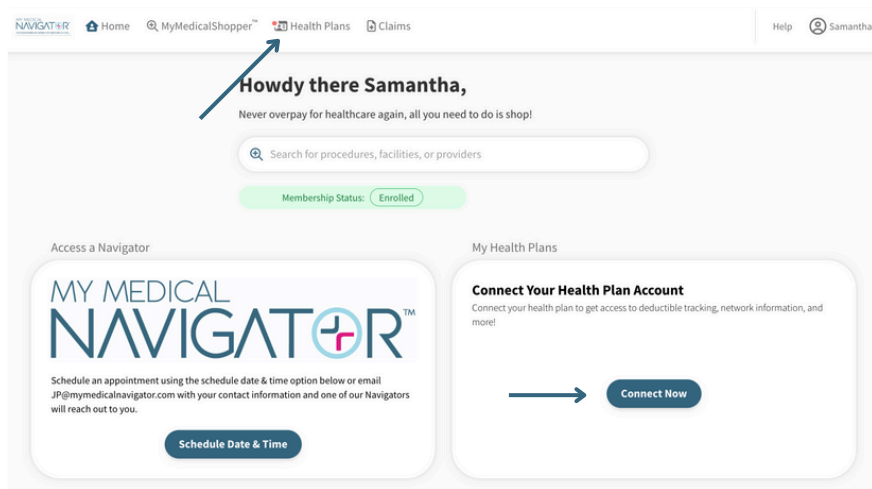 MY MEDICAL
NAVIGATOR
Home
MyMedicalShopper™
Health Plans
Claims
Help
Samantha
Howdy there Samantha,
Never overpay for healthcare again, all you need to do is shop!
Search for procedures, facilities, or providers
Membership Status: Enrolled
Access a Navigator
MY MEDICAL
NAVIGATOR™
Schedule an appointment using the schedule date & time option below or email
JP@mymedicalnavigator.com with your contact information and one of our Navigators
will reach out to you.
Schedule Date & Time
My Health Plans
Connect Your Health Plan Account
Connect your health plan to get access to deductible tracking, network information, and
more!
Connect Now